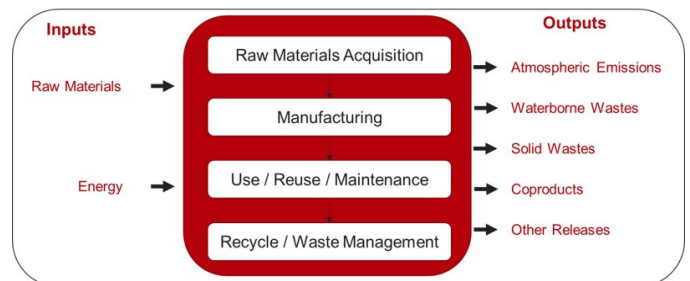 Inputs
Outputs
Raw Materials Acquisition
Atmospheric Emissions
Raw Materials
Waterborne Wastes
Manufacturing
Solid Wastes
Energy
Use / Reuse / Maintenance
Coproducts
Other Releases
Recycle / Waste Management